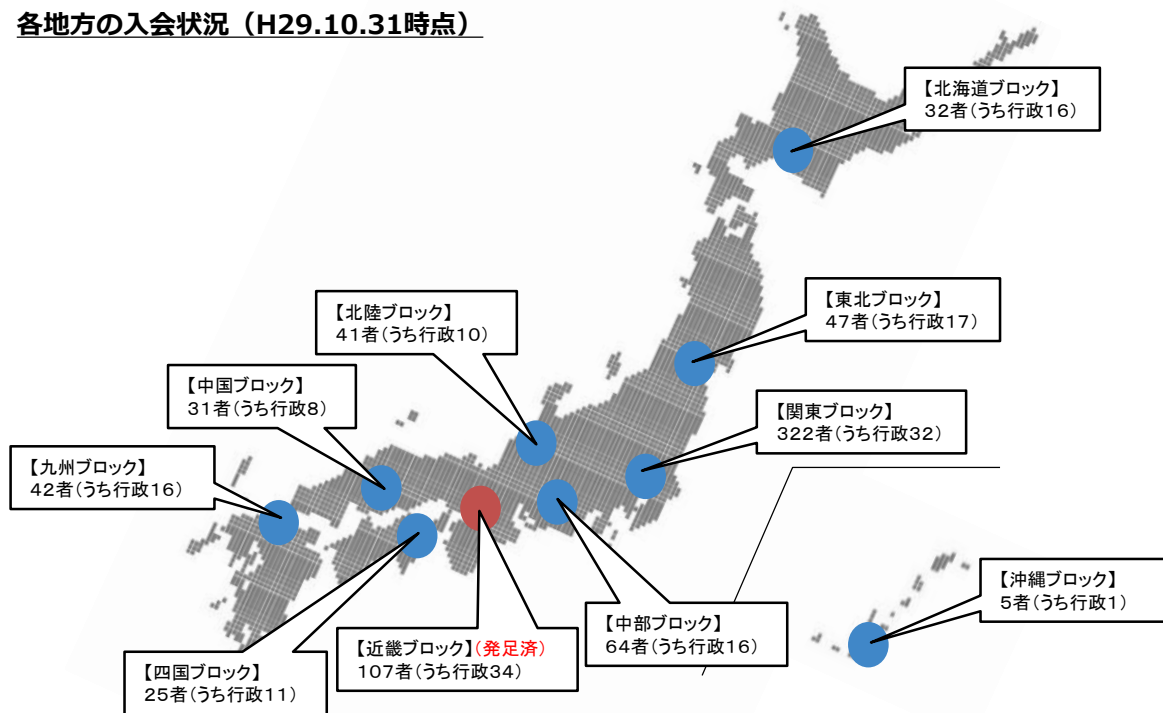 各地方の入会状況（H29.10.31時点）
【北海道ブロック】
32者（うち行政16）
【東北ブロック】
47者（うち行政17）
【北陸ブロック】
41者（うち行政10）
【中国ブロック】
31者（うち行政8）
【関東ブロック】
322者（うち行政32）
【九州ブロック】
42者（うち行政16）
【沖縄ブロック】
5者（うち行政1）
【中部ブロック】
64者（うち行政16）
【近畿ブロック】（発足済）
107者（うち行政34）
【四国ブロック】
25者（うち行政11）